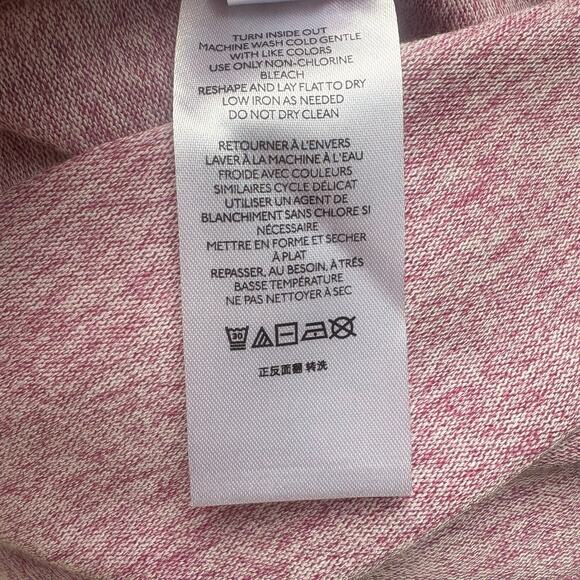 TURN INSIDE OUT
MACHINE WASH COLD GENTLE
WITH LIKE COLORS
USE ONLY NON-CHLORINE
BLEACH
RESHAPE AND LAY FLAT TO DRY
LOW IRON AS NEEDED
DO NOT DRY CLEAN
RETOURNER À L'ENVERS
LAVER À LA MACHINE À L'EAU
FROIDE AVEC COULEURS
SIMILAIRES CYCLE DÉLICAT
UTILISER UN AGENT DE
BLANCHIMENT SANS CHLORE SI
NÉCESSAIRE
METTRE EN FORME ET SECHER
À PLAT
REPASSER, AU BESOIN, À TRÈS
BASSE TEMPÉRATURE
NE PAS NETTOYER À SEC
30
正反面翻 转洗